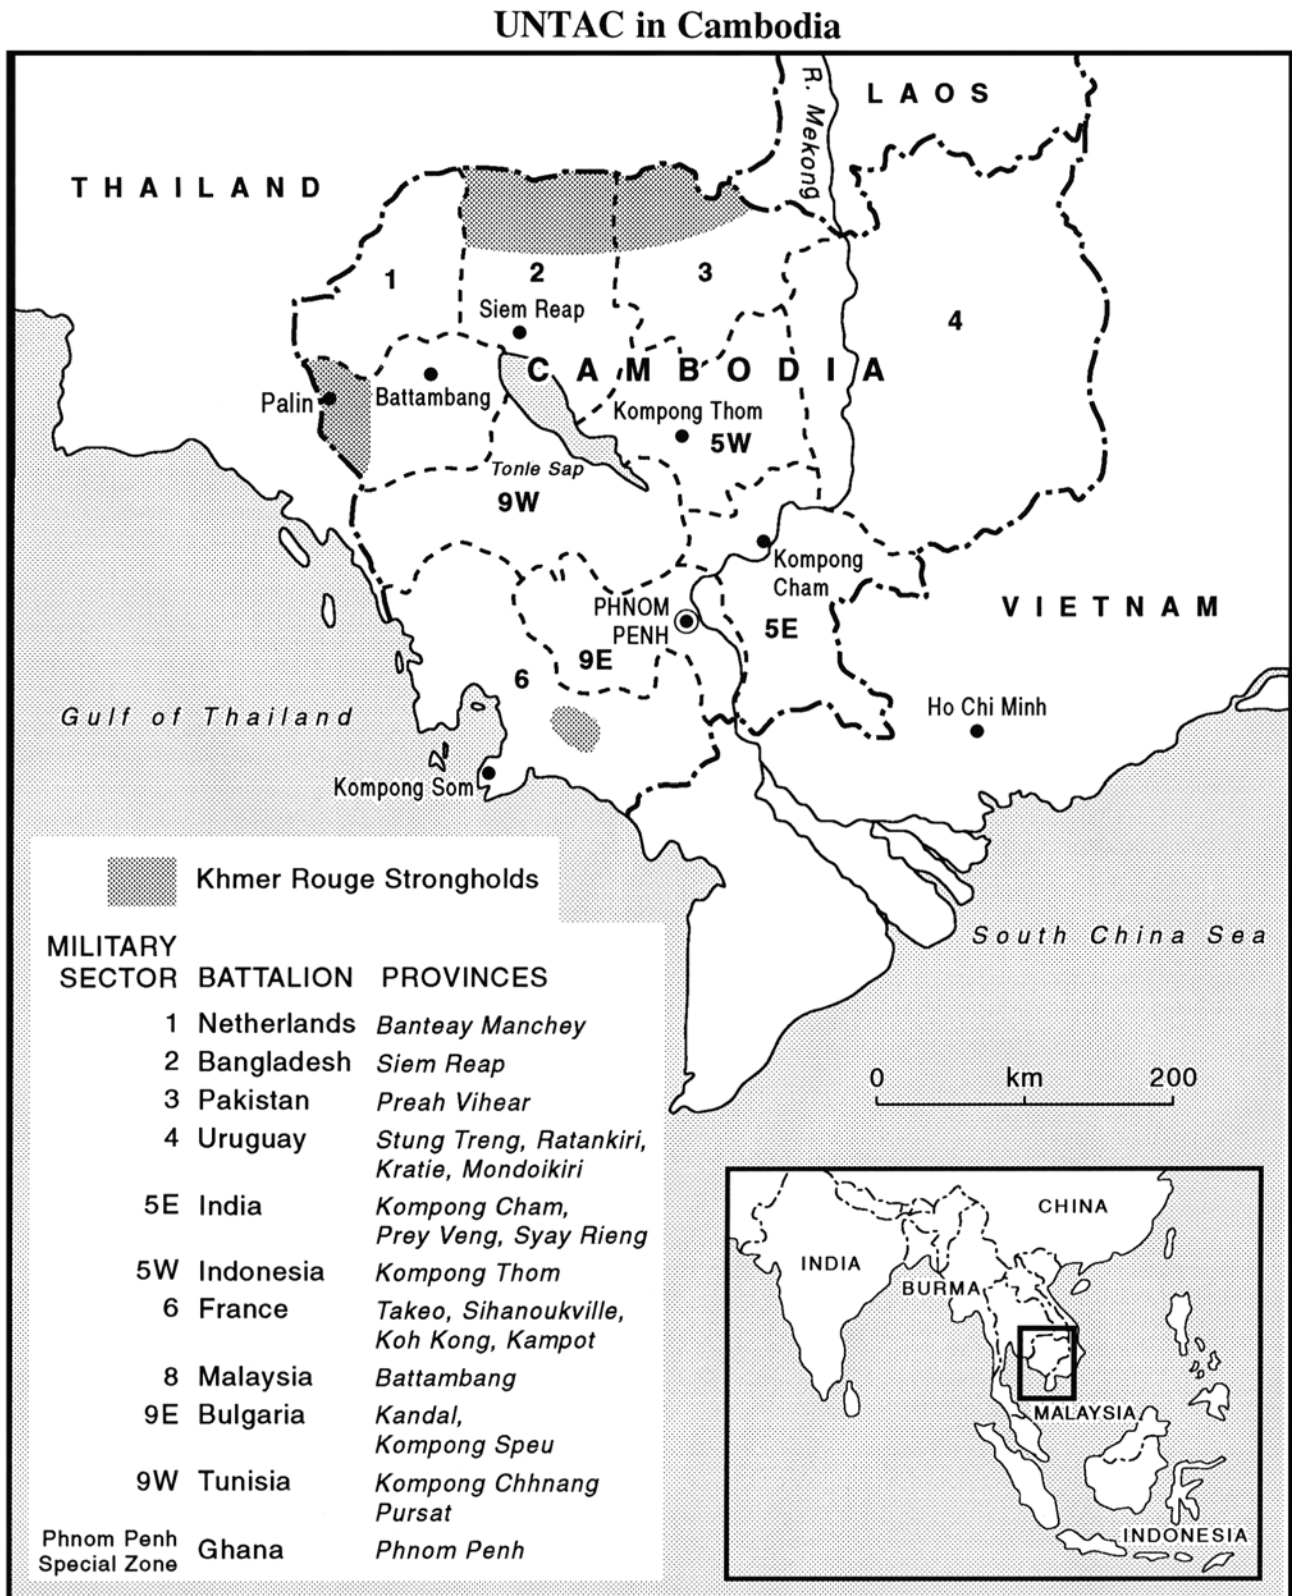 UNTAC in Cambodia
R. Mekong
LAOS
THAILAND
1
2
3
4
Siem Reap
CAMBODIA
Palin
Battambang
Kompong Thom
5W
Tonle Sap
9W
Kompong
Cham
PHNOM
PENH
VIETNAM
5E
9E
6
Gulf of Thailand
Ho Chi Minh
Kompong Som
Khmer Rouge Strongholds
South China Sea
MILITARY
SECTOR BATTALION PROVINCES
1 Netherlands Banteay Manchey
2 Bangladesh Siem Reap
3 Pakistan Preah Vihear
4 Uruguay Stung Treng, Ratankiri,
Kratie, Mondoikiri
5E India Kompong Cham,
Prey Veng, Syay Rieng
5W Indonesia Kompong Thom
6 France Takeo, Sihanoukville,
Koh Kong, Kampot
8 Malaysia Battambang
9E Bulgaria Kandal,
Kompong Speu
9W Tunisia Kompong Chhnang
Pursat
Phnom Penh
Special Zone Ghana Phnom Penh
0 km 200
CHINA
INDIA
BURMA
MALAYSIA
INDONESIA